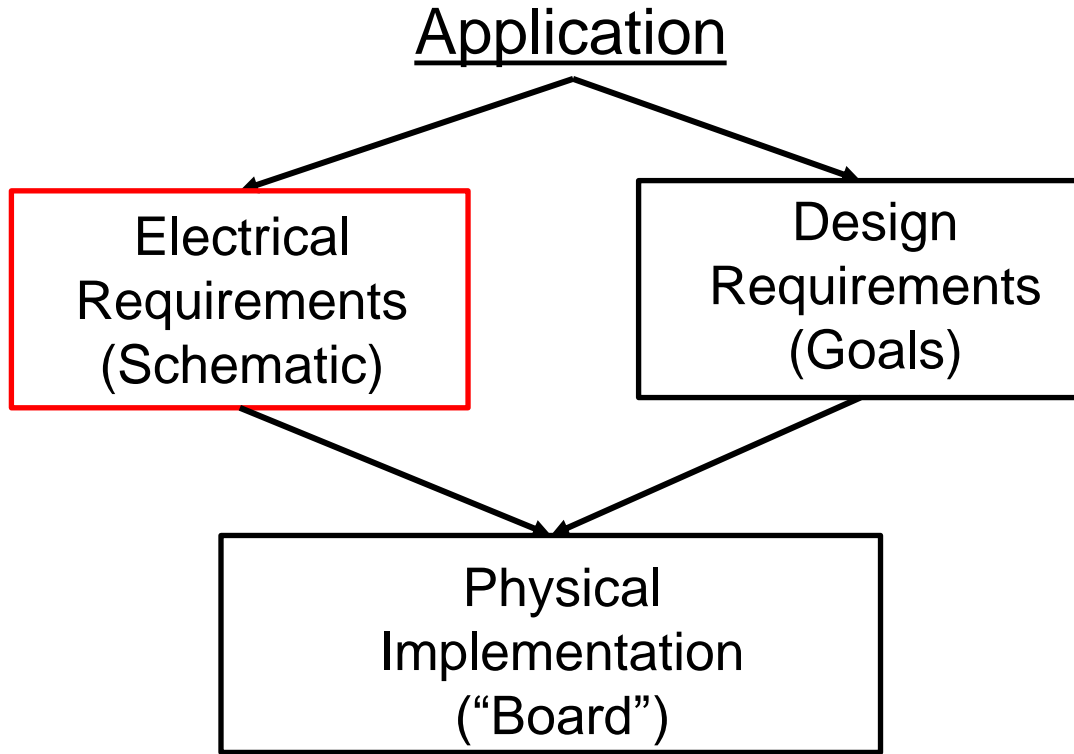 Application
Electrical
Requirements
(Schematic)
Design
Requirements
(Goals)
Physical
Implementation
(“Board”)